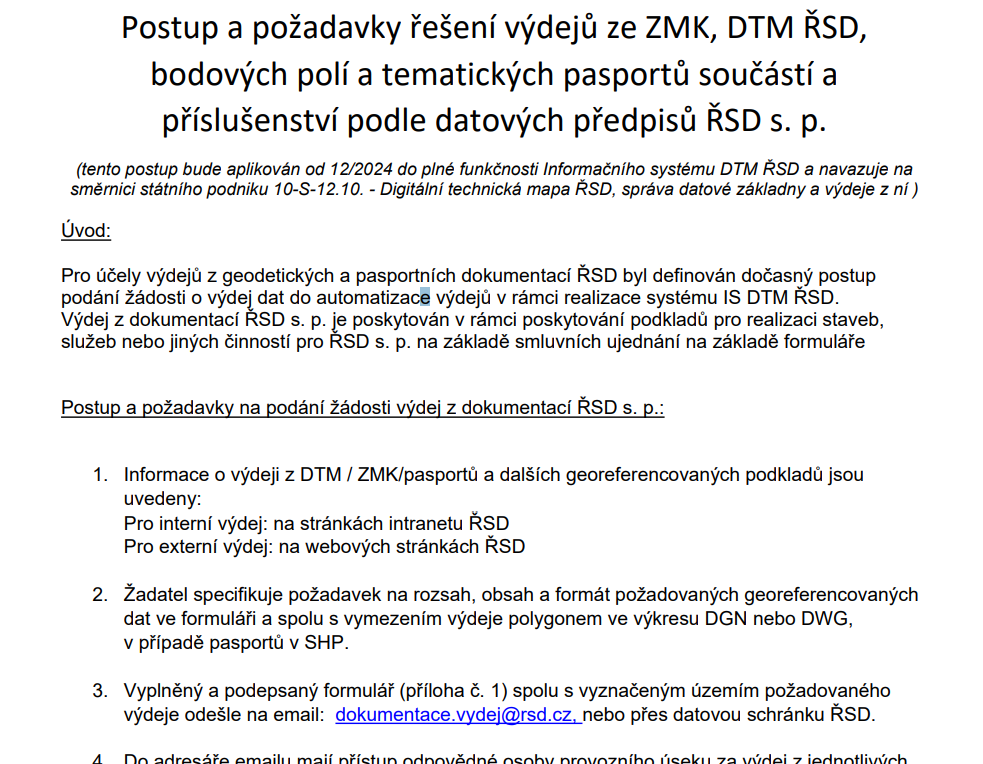 Postup a požadavky řešení výdejů ze ZMK, DTM ŘSD,
bodových polí a tematických pasportů součástí a
příslušenství podle datových předpisů ŘSD s. p.
(tento postup bude aplikován od 12/2024 do plné funkčnosti Informačního systému DTM ŘSD a navazuje na
směrnici státního podniku 10-S-12.10. - Digitální technická mapa ŘSD, správa datové základny a výdeje z ní )
Úvod:
Pro účely výdejů z geodetických a pasportních dokumentací ŘSD byl definován dočasný postup
podání žádosti o výdej dat do automatizace výdejů v rámci realizace systému IS DTM ŘSD.
Výdej z dokumentací ŘSD s. p. je poskytován v rámci poskytování podkladů pro realizaci staveb,
služeb nebo jiných činností pro ŘSD s. p. na základě smluvních ujednání na základě formuláře
Postup a požadavky na podání žádosti výdej z dokumentací ŘSD s. p.:
1. Informace o výdeji z DTM / ZMK/pasportů a dalších georeferencovaných podkladů jsou
uvedeny:
Pro interní výdej: na stránkách intranetu ŘSD
Pro externí výdej: na webových stránkách ŘSD
2. Žadatel specifikuje požadavek na rozsah, obsah a formát požadovaných georeferencovaných
dat ve formuláři a spolu s vymezením výdeje polygonem ve výkresu DGN nebo DWG,
v případě pasportů v SHP.
3. Vyplněný a podepsaný formulář (příloha č. 1) spolu s vyznačeným územím požadovaného
výdeje odešle na email: dokumentace.vydej@rsd.cz, nebo přes datovou schránku ŘSD.
4. Do adresáře emailu mají přístup odpovědné osoby provozního úseku za výdej z jednotlivých